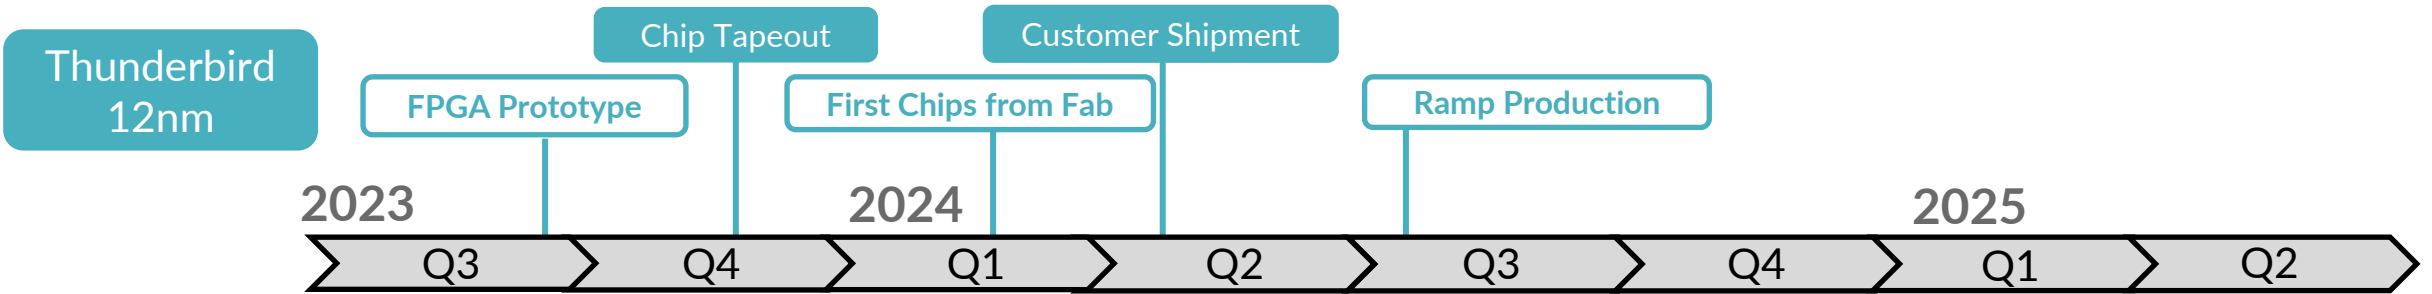 Thunderbird
12nm
Chip Tapeout
Customer Shipment
FPGA Prototype
First Chips from Fab
Ramp Production
2023
2024
2025
Q3
Q4
Q1
Q2
Q3
Q4
Q1
Q2